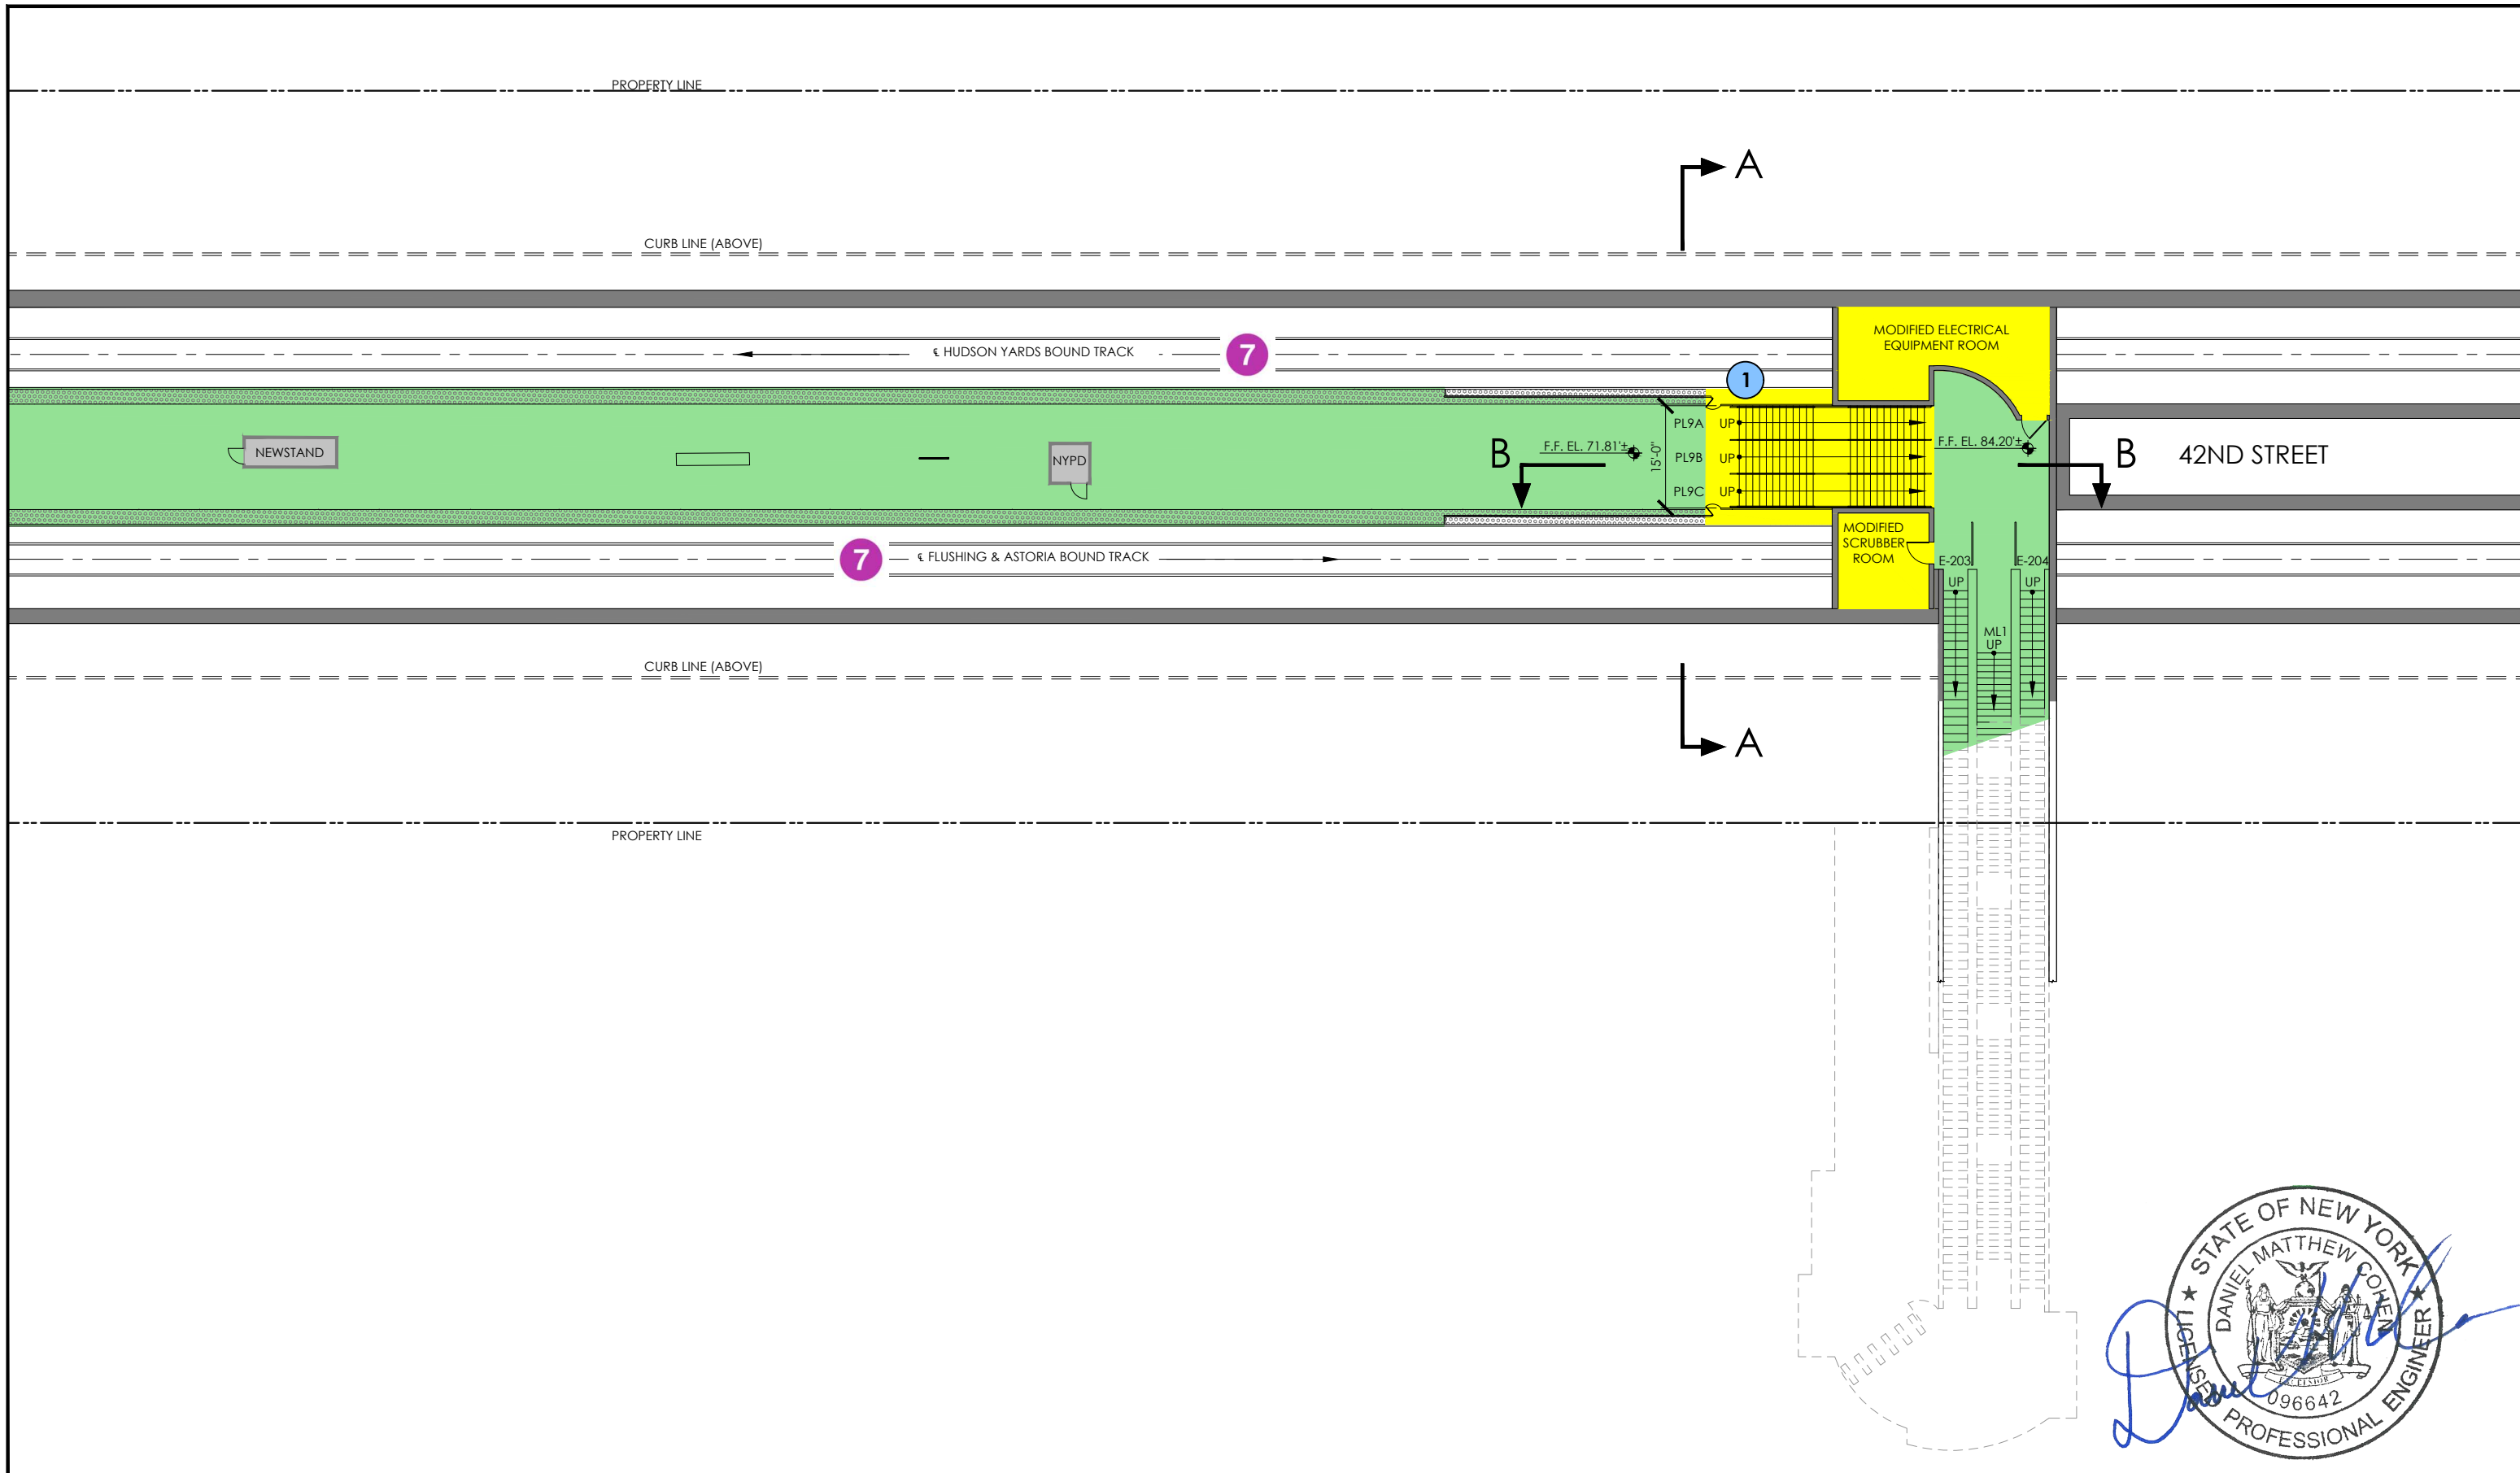 PROPERTY LINE
A
CURB LINE (ABOVE)
MODIFIED ELECTRICAL
EQUIPMENT ROOM
℄ HUDSON YARDS BOUND TRACK
7
1
NEWSTAND
NYPD
B
F.F. EL. 71.81'±
15'-0"
PL9A
UP
PL9B
UP
PL9C
UP
F.F. EL. 84.20'±
B
42ND STREET
MODIFIED
SCRUBBER
ROOM
7
℄ FLUSHING & ASTORIA BOUND TRACK
E-203
UP
E-204
UP
ML1
UP
CURB LINE (ABOVE)
A
PROPERTY LINE
STATE OF NEW YORK
DANIEL MATTHEW COHEN
EXCELSIOR
096642
LICENSED PROFESSIONAL ENGINEER